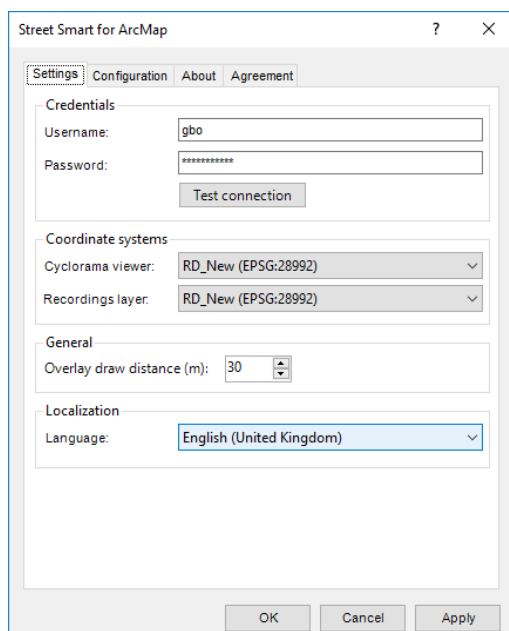 Street Smart for ArcMap ? ×
Settings Configuration About Agreement
Credentials
Username: gbo
Password: ***********
Test connection
Coordinate systems
Cyclorama viewer: RD_New (EPSG:28992)
Recordings layer: RD_New (EPSG:28992)
General
Overlay draw distance (m): 30
Localization
Language: English (United Kingdom)
OK Cancel Apply